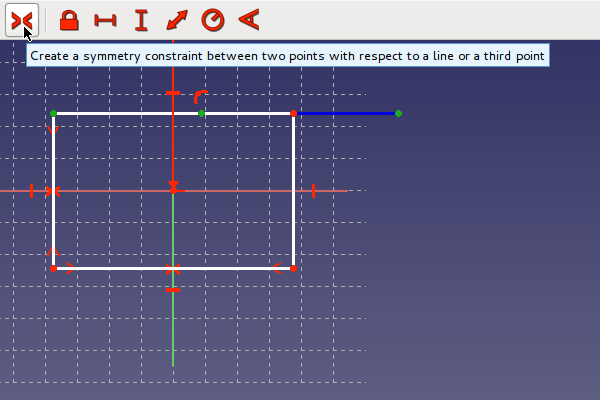 Create a symmetry constraint between two points with respect to a line or a third point